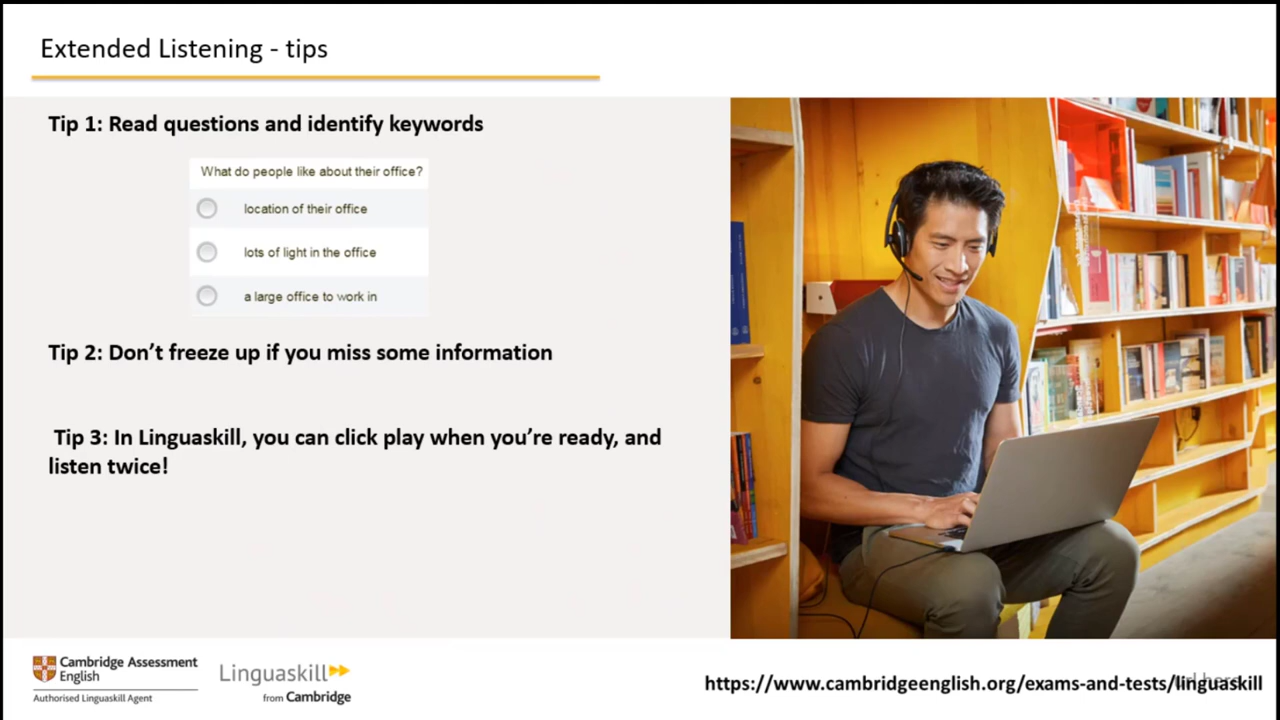 Extended Listening - tips
Tip 1: Read questions and identify keywords
What do people like about their office?
location of their office
lots of light in the office
a large office to work in
Tip 2: Don’t freeze up if you miss some information
Tip 3: In Linguaskill, you can click play when you’re ready, and
listen twice!
Cambridge Assessment
English
Authorised Linguaskill Agent
Linguaskill
from Cambridge
https://www.cambridgeenglish.org/exams-and-tests/linguaskill